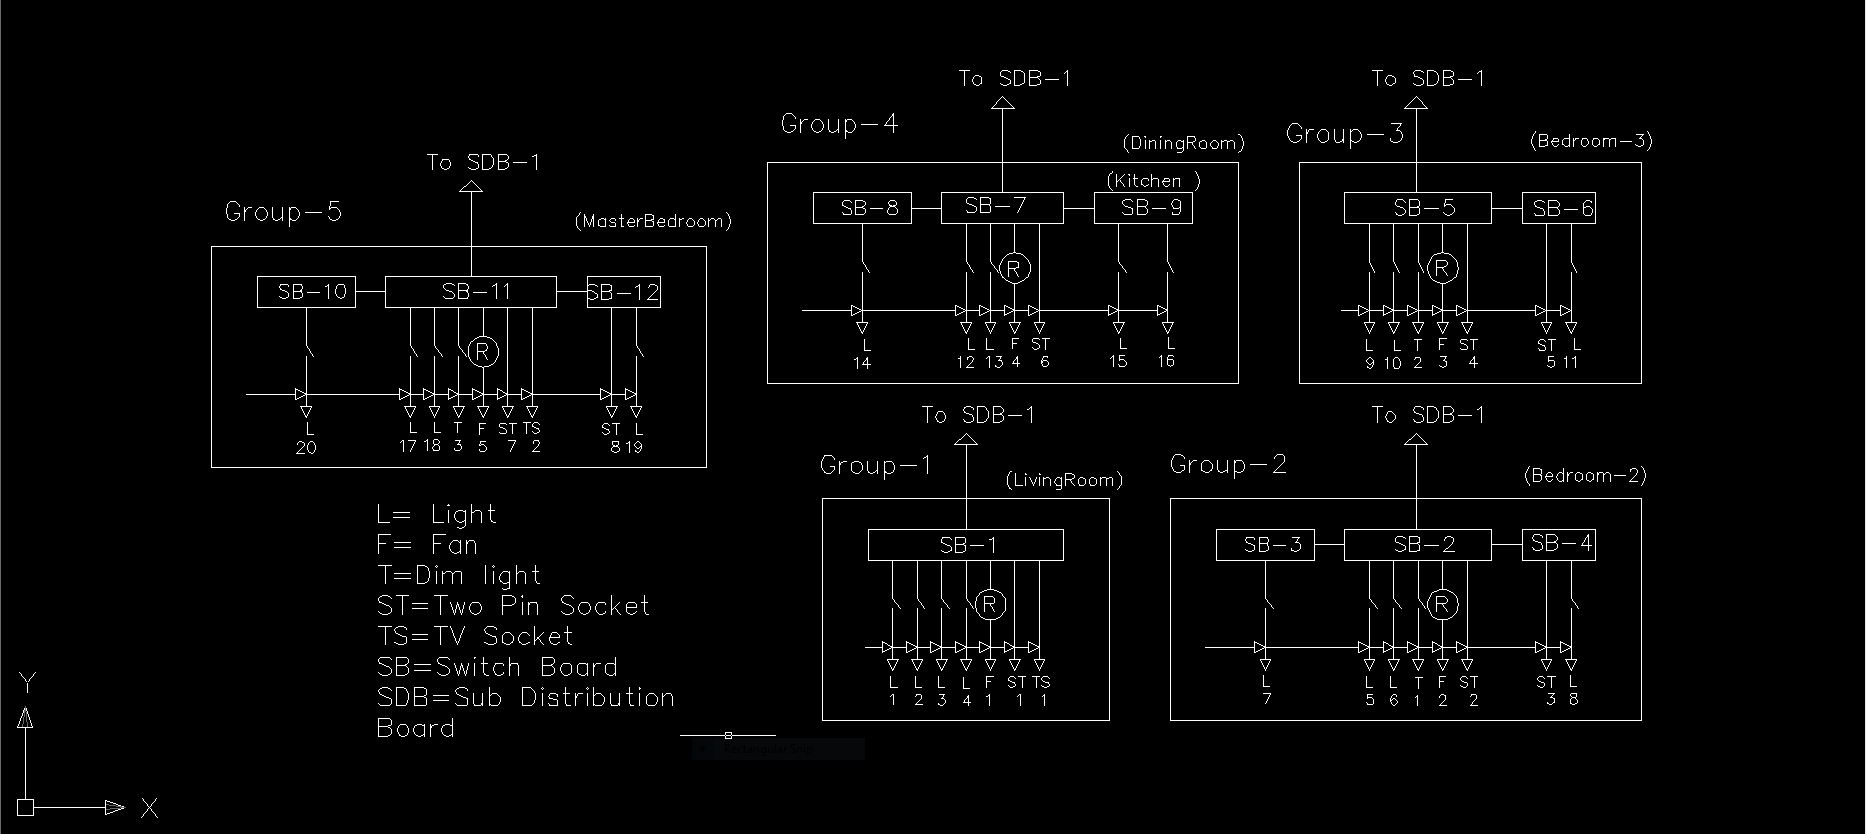 To SDB-1
Group-5
(MasterBedroom)
SB-10 SB-11 SB-12
R
L L L T F ST TS ST L
20 17 18 3 5 7 2 8 19
To SDB-1
Group-4
(DiningRoom)
(Kitchen )
SB-8 SB-7 SB-9
R
L L L F ST L L
14 12 13 4 6 15 16
To SDB-1
Group-3
(Bedroom-3)
SB-5 SB-6
R
L L T F ST ST L
9 10 2 3 4 5 11
To SDB-1
Group-1
(LivingRoom)
SB-1
R
L L L L F ST TS
1 2 3 4 1 1 1
To SDB-1
Group-2
(Bedroom-2)
SB-3 SB-2 SB-4
R
L L L T F ST ST L
7 5 6 1 2 2 3 8
L= Light
F= Fan
T=Dim light
ST=Two Pin Socket
TS=TV Socket
SB=Switch Board
SDB=Sub Distribution
Board
Rectangular Snip
Y
X